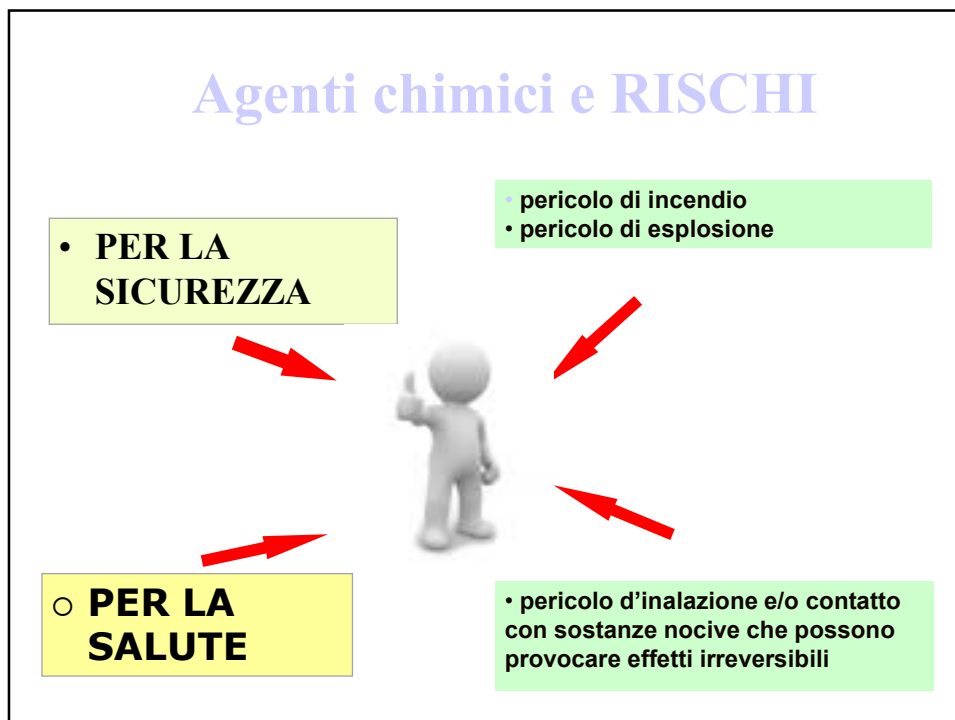 Agenti chimici e RISCHI
• PER LA
SICUREZZA
• pericolo di incendio
• pericolo di esplosione
o PER LA
SALUTE
• pericolo d’inalazione e/o contatto
con sostanze nocive che possono
provocare effetti irreversibili